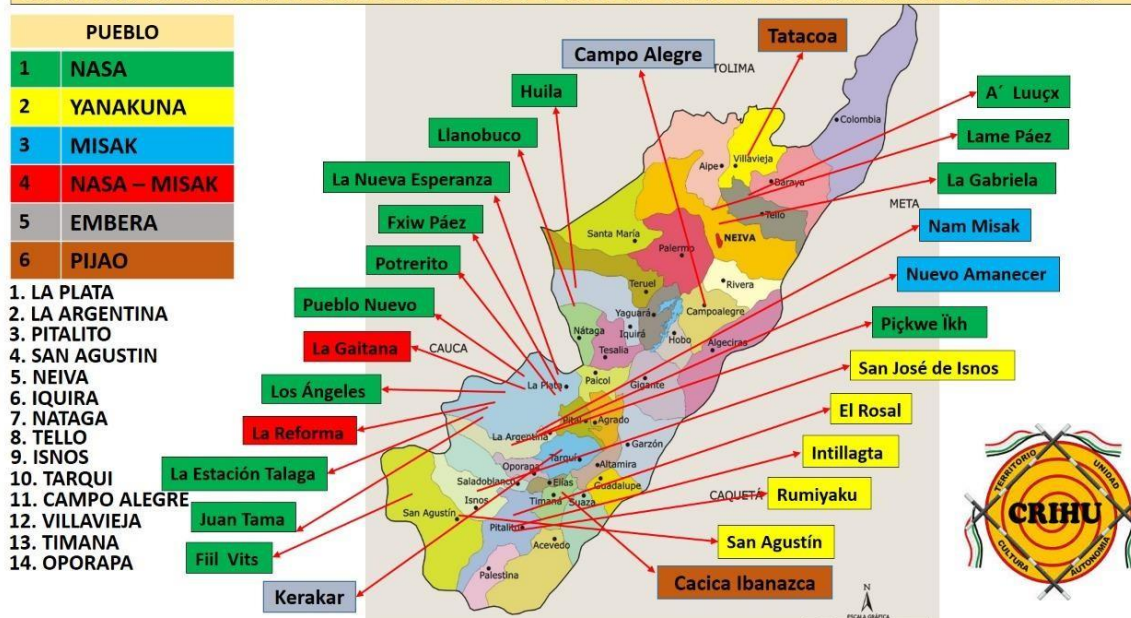 PUEBLO
1 NASA
2 YANAKUNA
3 MISAK
4 NASA – MISAK
5 EMBERA
6 PIJAO
1. LA PLATA
2. LA ARGENTINA
3. PITALITO
4. SAN AGUSTIN
5. NEIVA
6. IQUIRA
7. NATAGA
8. TELLO
9. ISNOS
10. TARQUI
11. CAMPO ALEGRE
12. VILLAVIEJA
13. TIMANA
14. OPORAPA
Tatacoa
Campo Alegre
TOLIMA
Huila
Llanobuco
La Nueva Esperanza
Fxiw Páez
Potrerito
Pueblo Nuevo
La Gaitana
CAUCA
Los Ángeles
La Reforma
La Estación Talaga
Juan Tama
Fiil Vits
Kerakar
A´ Luuçx
Lame Páez
La Gabriela
META
Nam Misak
Nuevo Amanecer
Piçkwe Ïkh
San José de Isnos
El Rosal
Intillagta
CAQUETÁ
Rumiyaku
San Agustín
Cacica Ibanazca
Colombia
Aipe
Villavieja
Baraya
Tello
Santa María
NEIVA
Palermo
Rivera
Teruel
Campoalegre
Yaguará
Iquirá
Hobo
Nátaga
Tesalia
Algeciras
Paicol
Gigante
La Plata
Pital
Agrado
La Argentina
Garzón
Tarqui
Oporapa
Altamira
Saladoblanco
Elías
Guadalupe
Isnos
Timaná
Suaza
San Agustín
Pitalito
Acevedo
Palestina
N
ESCALA GRÁFICA
TERRITORIO
UNIDAD
CRIHU
CULTURA
AUTONOMIA